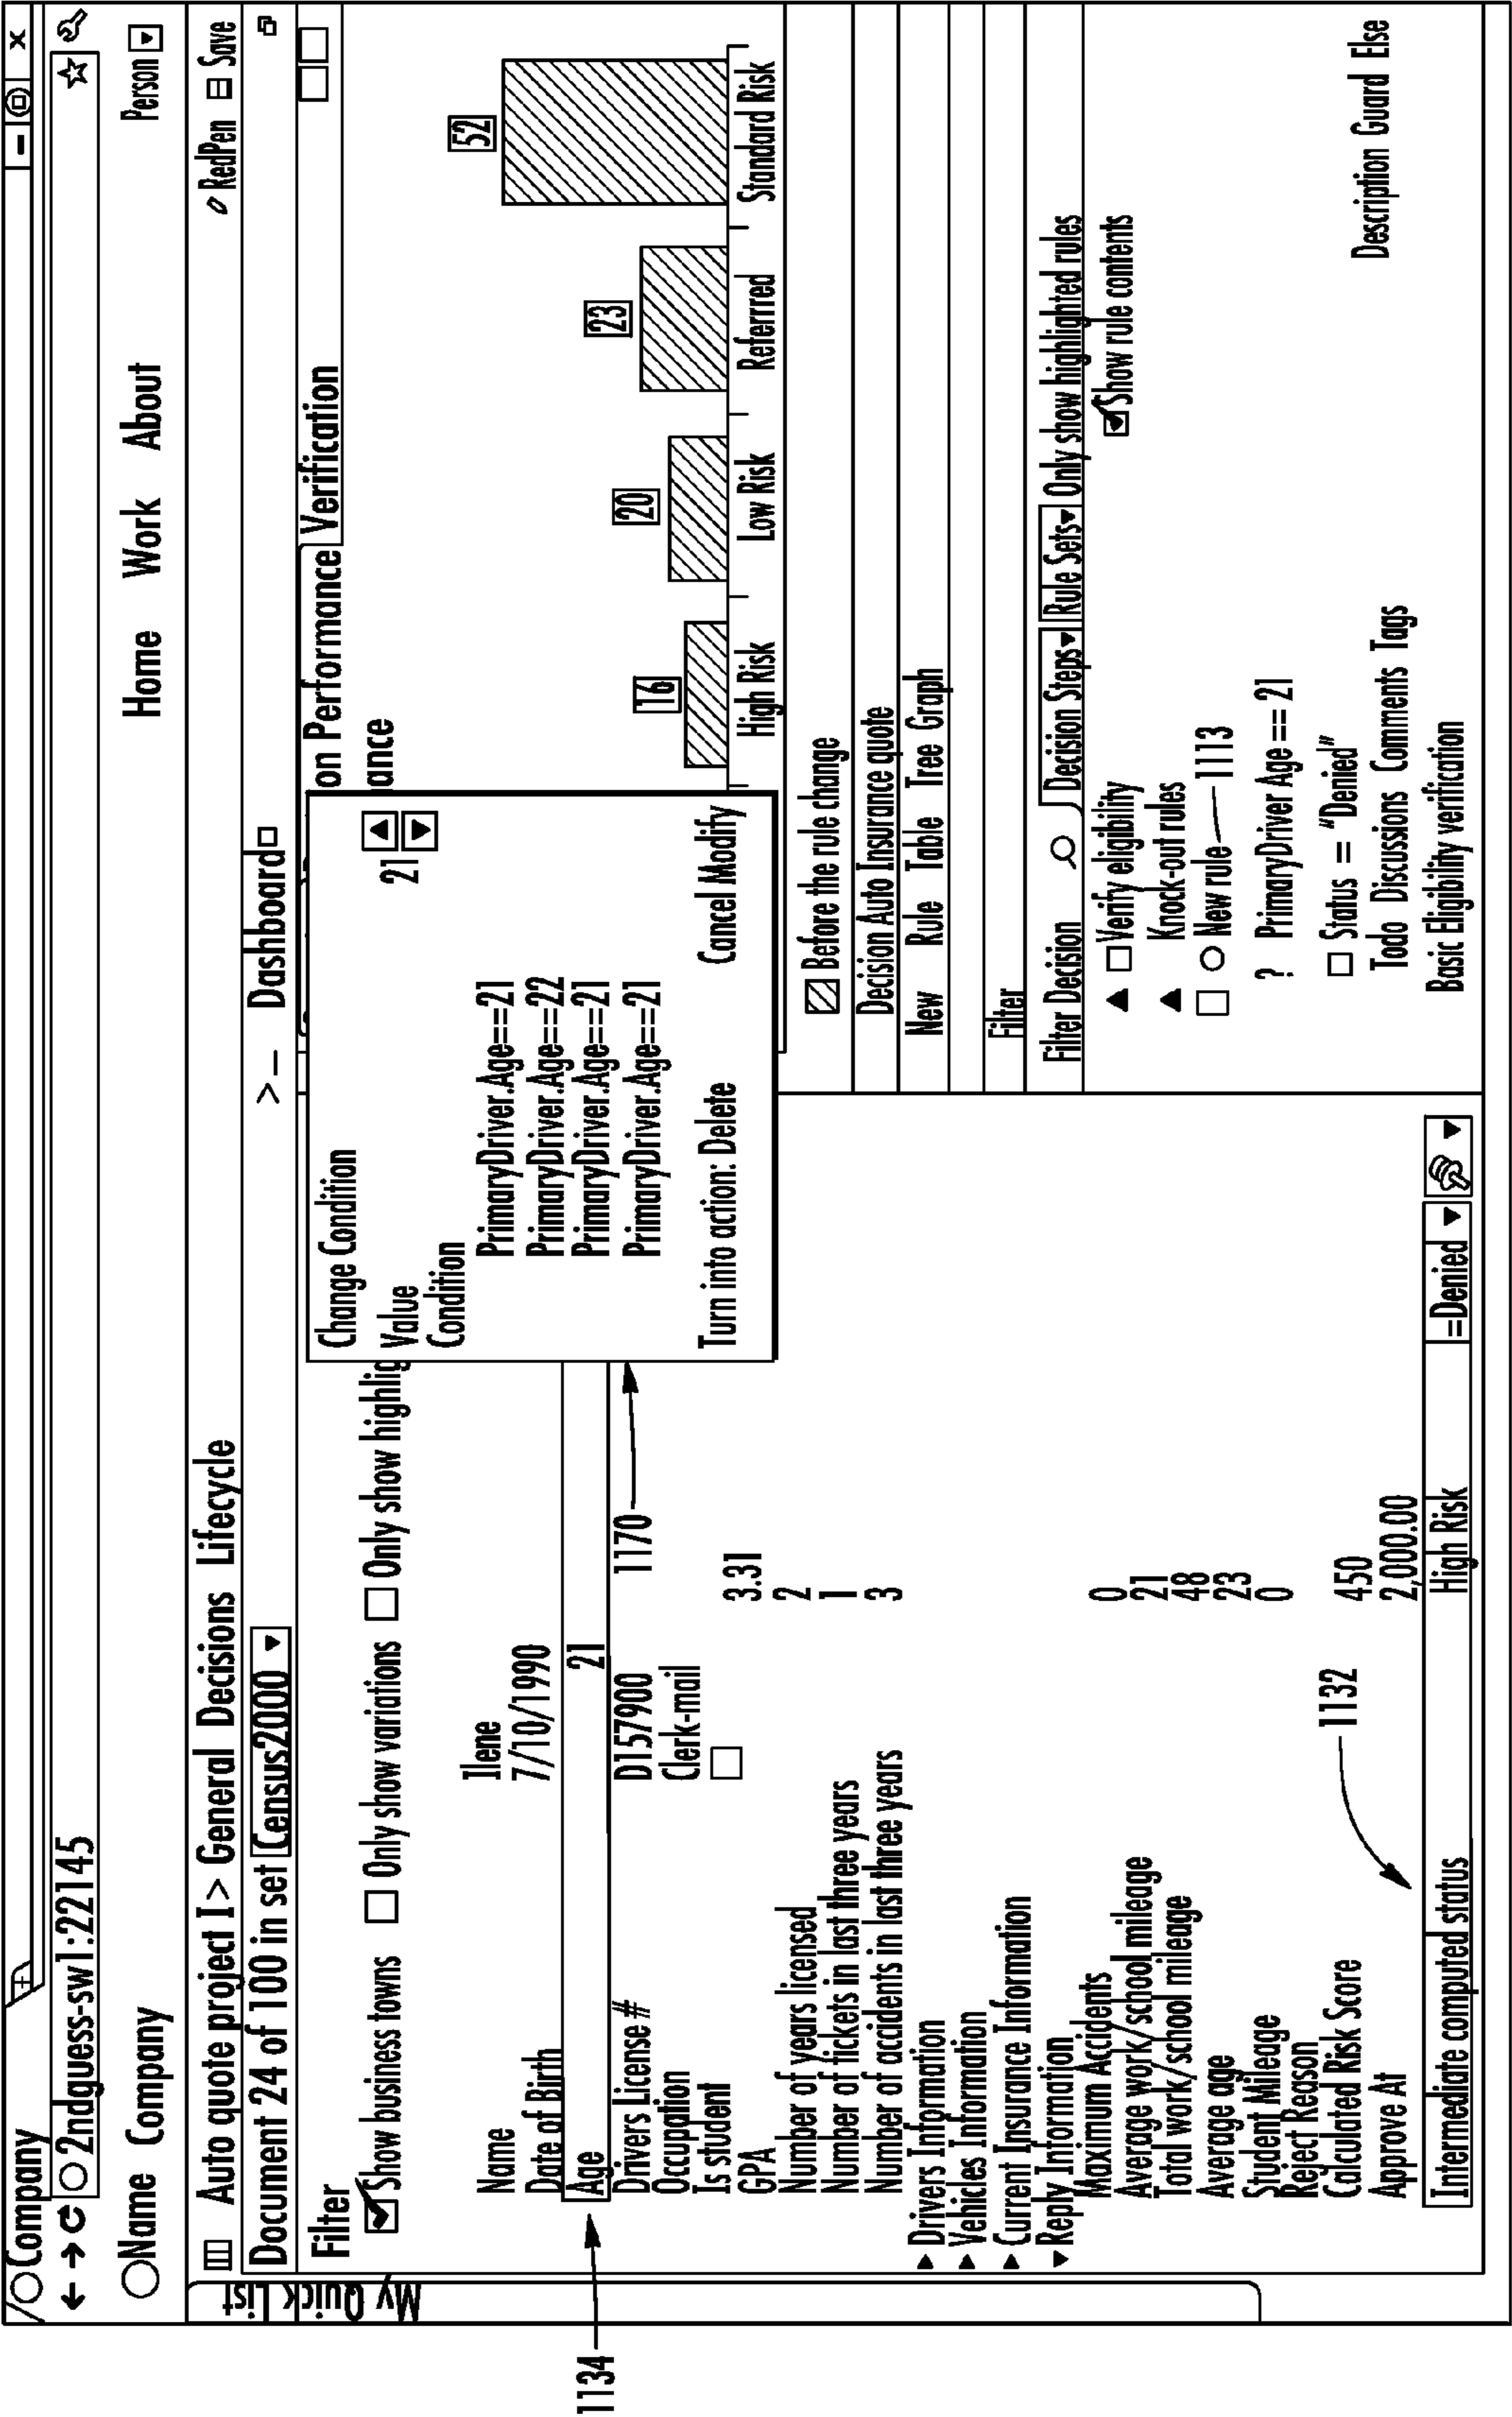 Company
2ndguess-sw1:22145
Name Company Home Work About Person
Auto quote project I > General Decisions Lifecycle RedPen Save
Document 24 of 100 in set Census2000 >— Dashboard
My Quick List
Filter
Show business towns Only show variations Only show highlig
Name Ilene
Date of Birth 7/10/1990
Age 21
Drivers License # D157900
Occupation Clerk-mail
Is student
GPA 3.31
Number of years licensed 2
Number of tickets in last three years 1
Number of accidents in last three years 3
Drivers Information
Vehicles Information
Current Insurance Information
Reply Information
Maximum Accidents 0
Average work/school mileage 21
Total work/school mileage 48
Average age 23
Student Mileage 0
Reject Reason
Calculated Risk Score 450
Approve At 2,000.00
Intermediate computed status High Risk =Denied
1134
1170
1132
Change Condition
Value 21
Condition
PrimaryDriver.Age==21
PrimaryDriver.Age==22
PrimaryDriver.Age==21
PrimaryDriver.Age==21
Turn into action: Delete Cancel Modify
on Performance Verification
ance
16 20 23 52
High Risk Low Risk Referrred Standard Risk
Before the rule change
Decision Auto Insurance quote
New Rule Table Tree Graph
Filter
Filter Decision Decision Steps Rule Sets Only show highlighted rules
Verify eligibility Show rule contents
Knock-out rules
New rule 1113
? PrimaryDriver Age == 21
Status = "Denied" Description Guard Else
Todo Discussions Comments Tags
Basic Eligibility verification